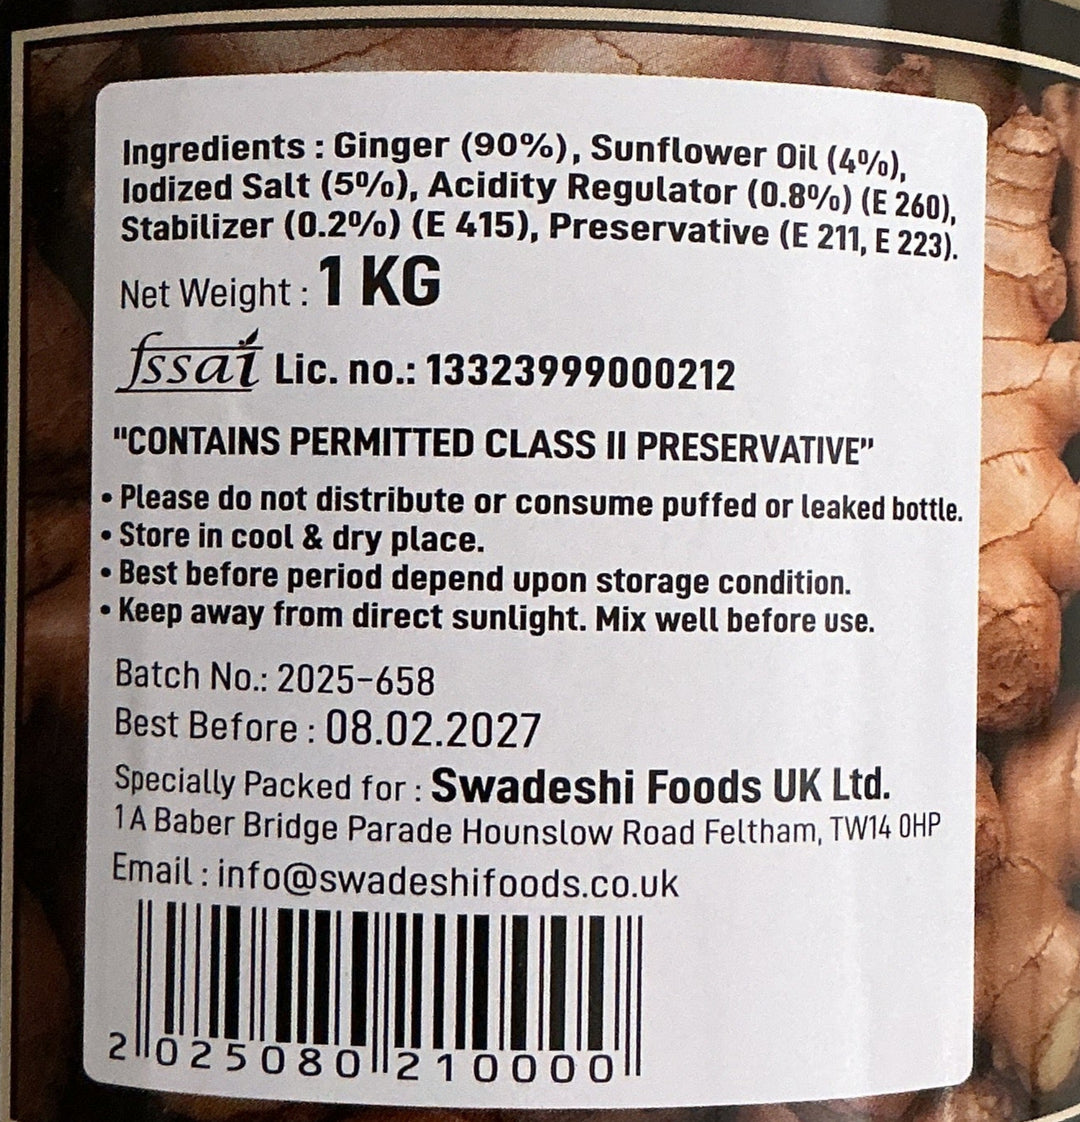 Ingredients : Ginger (90%), Sunflower Oil (4%),
Iodized Salt (5%), Acidity Regulator (0.8%) (E 260),
Stabilizer (0.2%) (E 415), Preservative (E 211, E 223).
Net Weight : 1 KG
fssai Lic. no.: 13323999000212
"CONTAINS PERMITTED CLASS II PRESERVATIVE”
• Please do not distribute or consume puffed or leaked bottle.
• Store in cool & dry place.
• Best before period depend upon storage condition.
• Keep away from direct sunlight. Mix well before use.
Batch No.: 2025-658
Best Before : 08.02.2027
Specially Packed for : Swadeshi Foods UK Ltd.
1A Baber Bridge Parade Hounslow Road Feltham, TW14 0HP
Email : info@swadeshifoods.co.uk
2 025080 210000